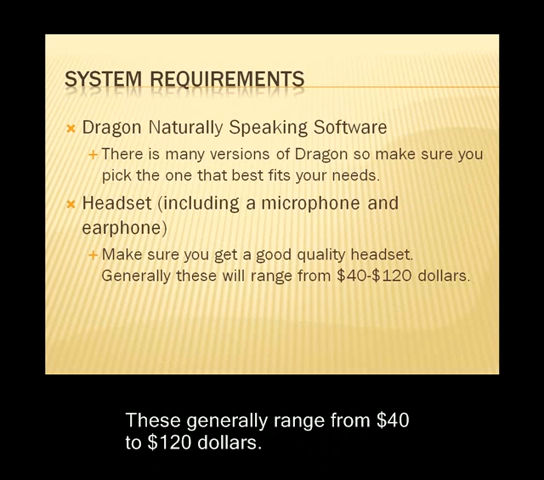 SYSTEM REQUIREMENTS
Dragon Naturally Speaking Software
There is many versions of Dragon so make sure you
pick the one that best fits your needs.
Headset (including a microphone and
earphone)
Make sure you get a good quality headset.
Generally these will range from $40-$120 dollars.
These generally range from $40
to $120 dollars.